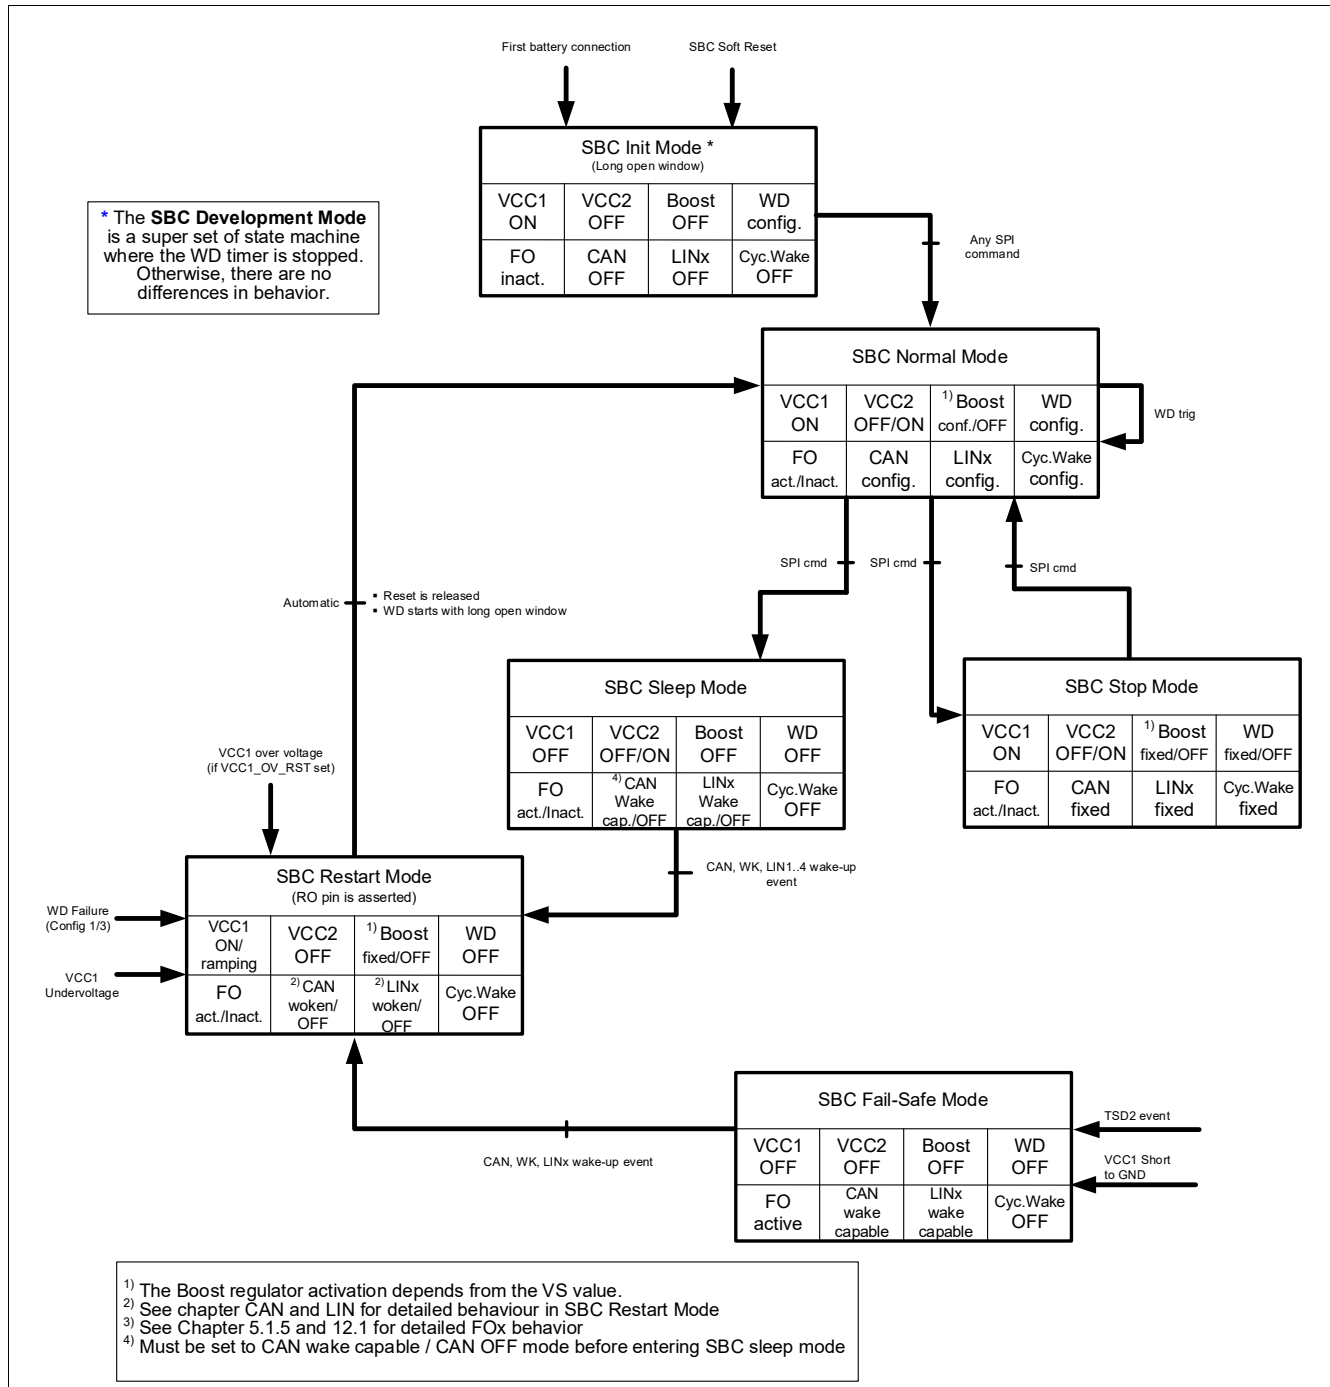 First battery connection
SBC Soft Reset
SBC Init Mode *
(Long open window)
VCC1
ON
VCC2
OFF
Boost
OFF
WD
config.
FO
inact.
CAN
OFF
LINx
OFF
Cyc.Wake
OFF
* The SBC Development Mode
is a super set of state machine
where the WD timer is stopped.
Otherwise, there are no
differences in behavior.
Any SPI
command
SBC Normal Mode
VCC1
ON
VCC2
OFF/ON
1) Boost
conf./OFF
WD
config.
FO
act./Inact.
CAN
config.
LINx
config.
Cyc.Wake
config.
WD trig
SPI cmd
SPI cmd
SPI cmd
Automatic
▪ Reset is released
▪ WD starts with long open window
SBC Sleep Mode
VCC1
OFF
VCC2
OFF/ON
Boost
OFF
WD
OFF
FO
act./Inact.
4) CAN
Wake
cap./OFF
LINx
Wake
cap./OFF
Cyc.Wake
OFF
SBC Stop Mode
VCC1
ON
VCC2
OFF/ON
1) Boost
fixed/OFF
WD
fixed/OFF
FO
act./Inact.
CAN
fixed
LINx
fixed
Cyc.Wake
fixed
VCC1 over voltage
(if VCC1_OV_RST set)
CAN, WK, LIN1..4 wake-up
event
SBC Restart Mode
(RO pin is asserted)
VCC1
ON/
ramping
VCC2
OFF
1) Boost
fixed/OFF
WD
OFF
FO
act./Inact.
2) CAN
woken/
OFF
2) LINx
woken/
OFF
Cyc.Wake
OFF
WD Failure
(Config 1/3)
VCC1
Undervoltage
SBC Fail-Safe Mode
VCC1
OFF
VCC2
OFF
Boost
OFF
WD
OFF
FO
active
CAN
wake
capable
LINx
wake
capable
Cyc.Wake
OFF
TSD2 event
VCC1 Short
to GND
CAN, WK, LINx wake-up event
1) The Boost regulator activation depends from the VS value.
2) See chapter CAN and LIN for detailed behaviour in SBC Restart Mode
3) See Chapter 5.1.5 and 12.1 for detailed FOx behavior
4) Must be set to CAN wake capable / CAN OFF mode before entering SBC sleep mode